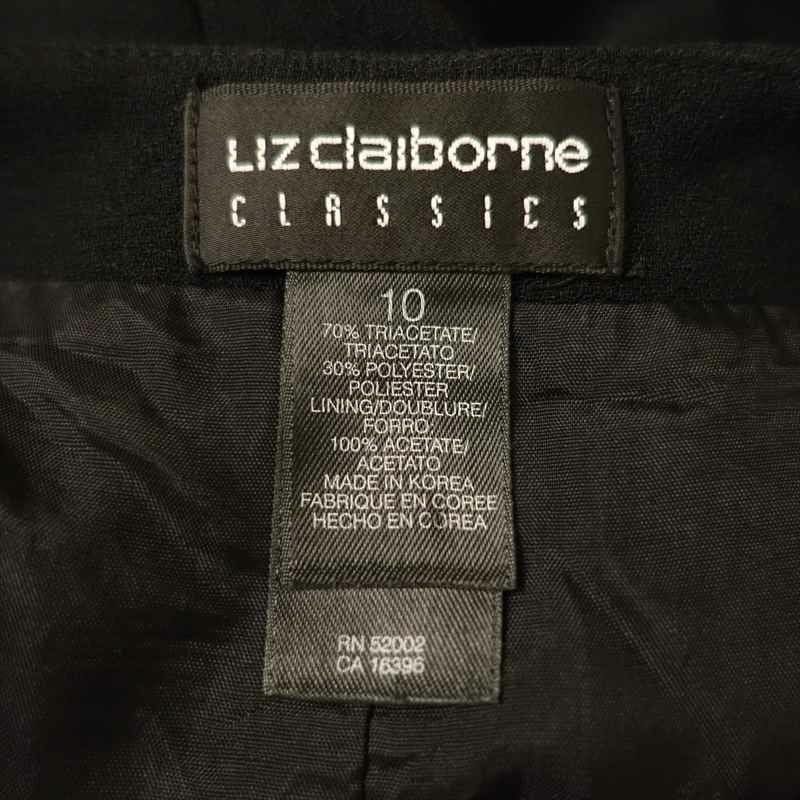 Liz claiborne
CLASSICS
10
70% TRIACETATE/
TRIACETATO
30% POLYESTER/
POLIESTER
LINING/DOUBLURE/
FORRO:
100% ACETATE/
ACETATO
MADE IN KOREA
FABRIQUE EN COREE
HECHO EN COREA
RN 52002
CA 16396